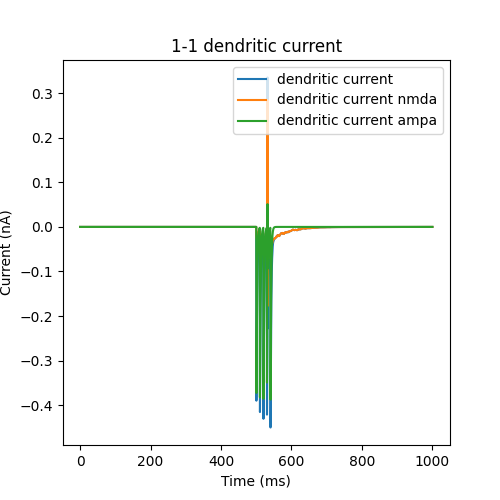 1-1 dendritic current
dendritic current
dendritic current nmda
dendritic current ampa
0.3
0.2
0.1
0.0
−0.1
−0.2
−0.3
−0.4
Current (nA)
0 200 400 600 800 1000
Time (ms)